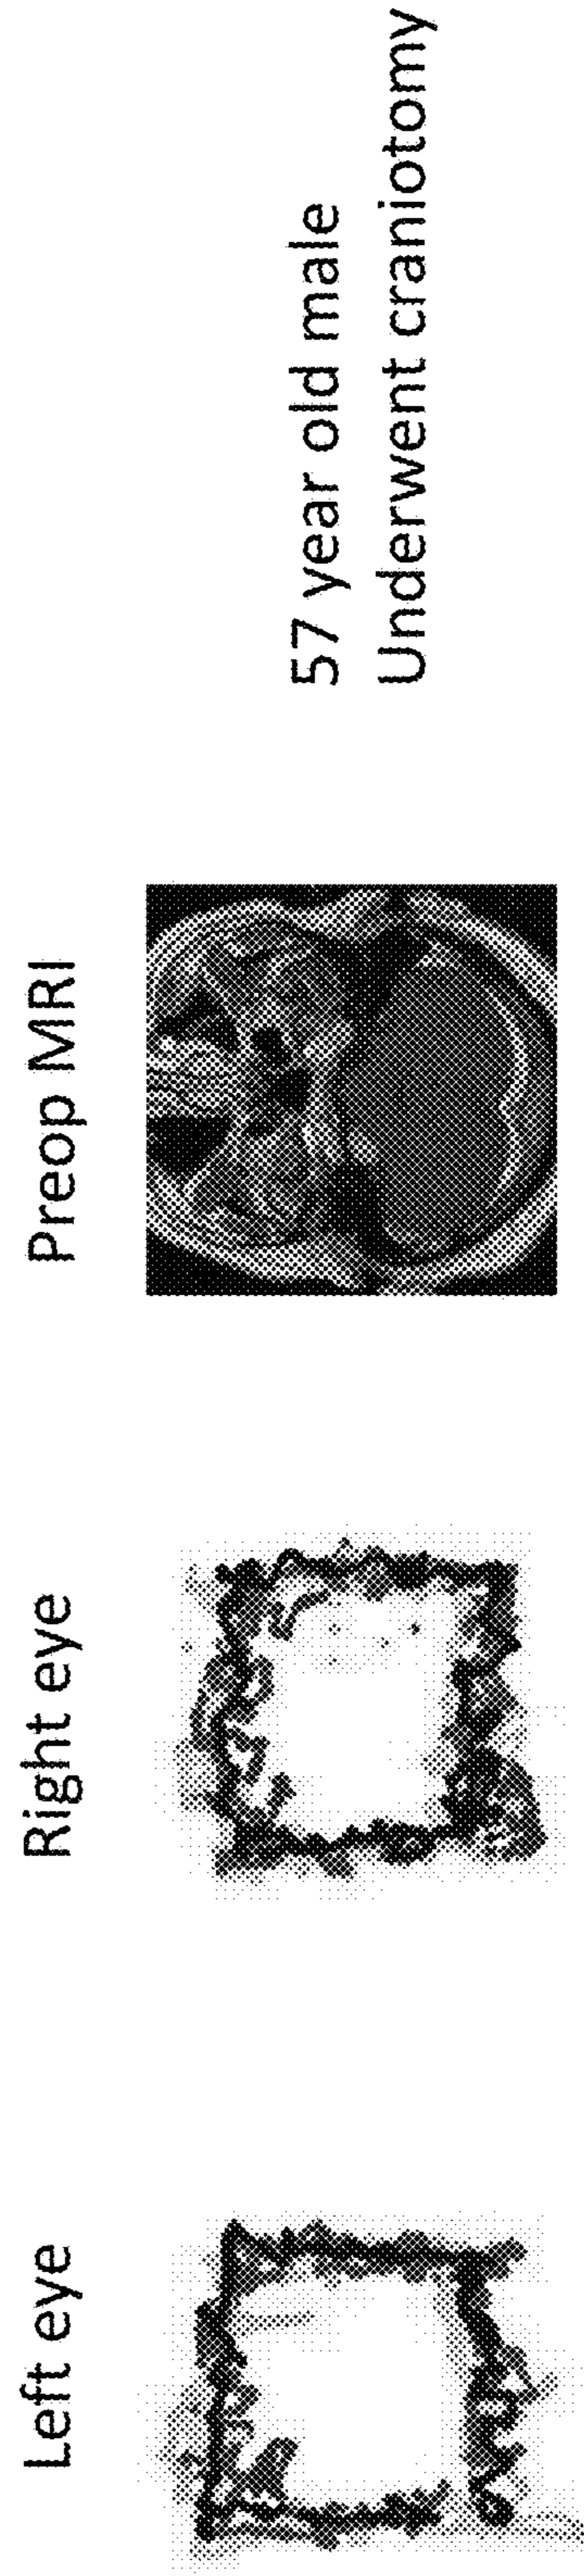 Left eye
Right eye
Preop MRI
57 year old male
Underwent craniotomy